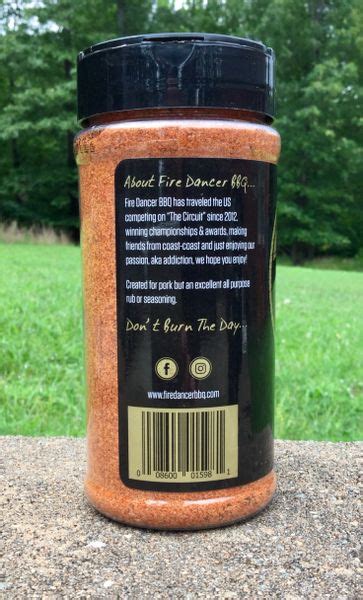 About Fire Dancer BBQ...
Fire Dancer BBQ has traveled the US
competing on "The Circuit" since 2012,
winning championships & awards, making
friends from coast-coast and just enjoying our
passion, aka addiction, we hope you enjoy!
Created for pork but an excellent all purpose
rub or seasoning.
Don't Burn The Day...
www.firedancerbbq.com
0 08600 01598 1